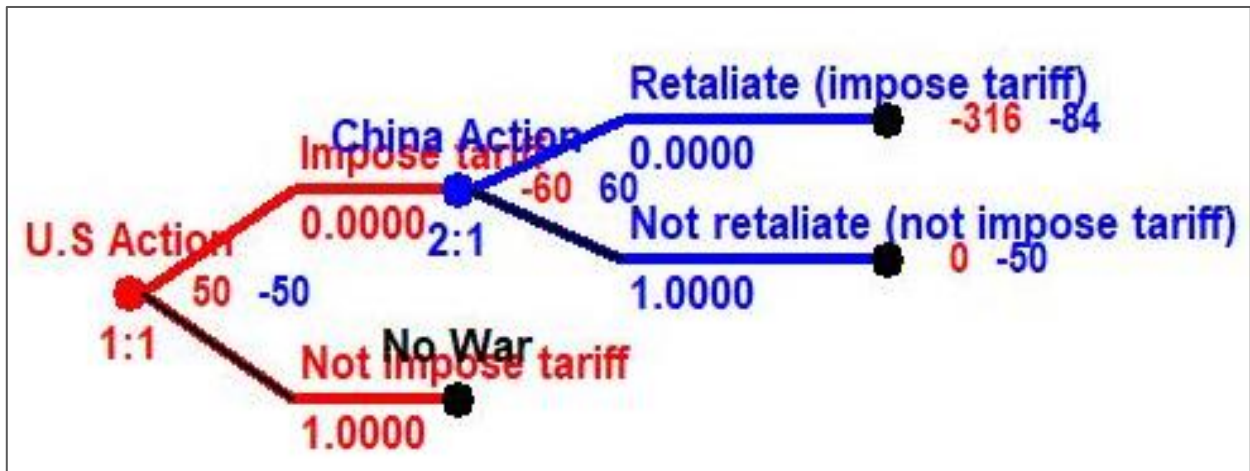 Retaliate (impose tariff)
-316 -84
China Action
0.0000
Impose tariff
-60 60
0.0000
2:1
Not retaliate (not impose tariff)
0 -50
1.0000
U.S Action
50 -50
1:1
No War
Not impose tariff
1.0000